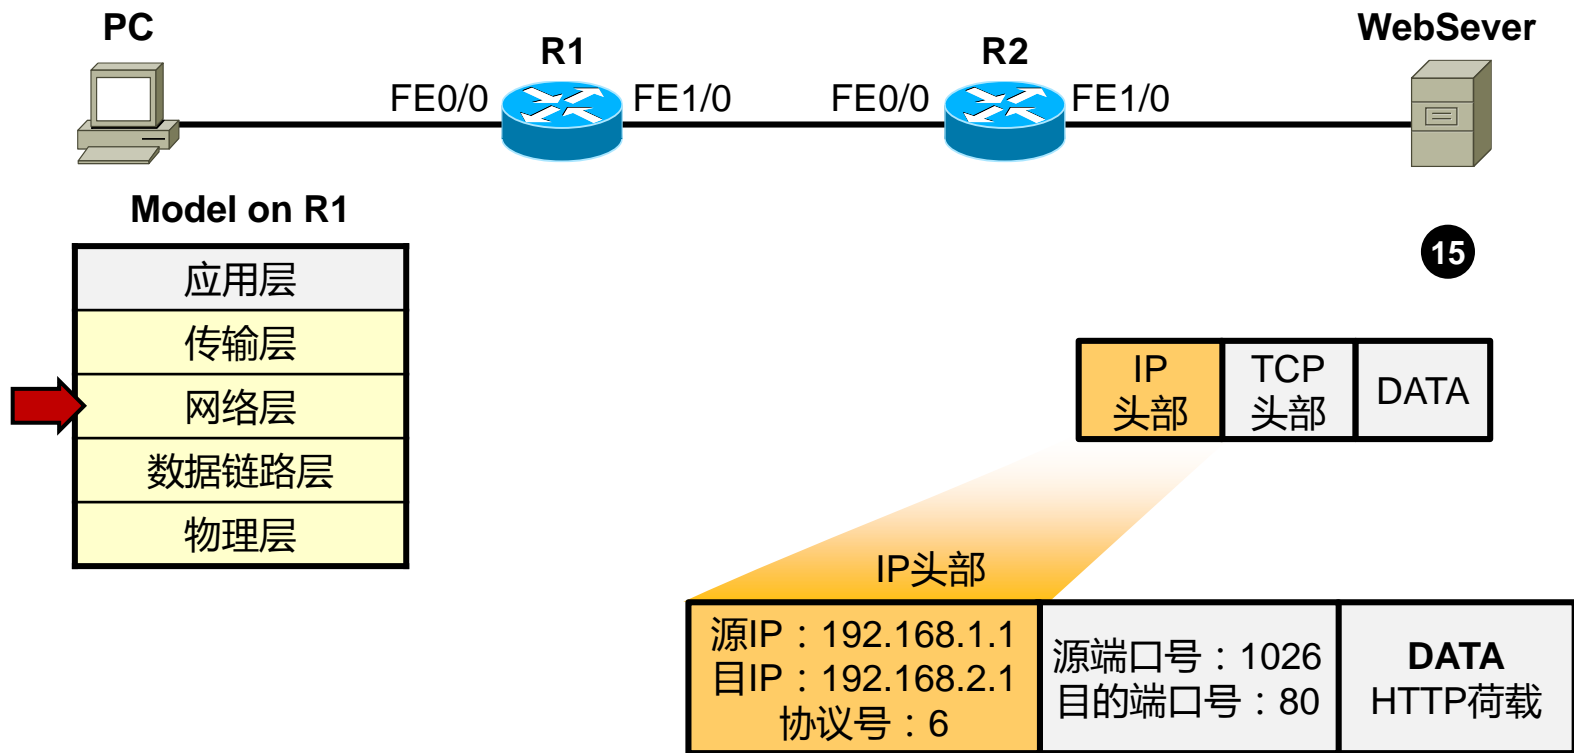 PC
R1
R2
WebSever
FE0/0
FE1/0
FE0/0
FE1/0
Model on R1
应用层
传输层
网络层
数据链路层
物理层
15
IP
头部
TCP
头部
DATA
IP头部
源IP：192.168.1.1
目IP：192.168.2.1
协议号：6
源端口号：1026
目的端口号：80
DATA
HTTP荷载